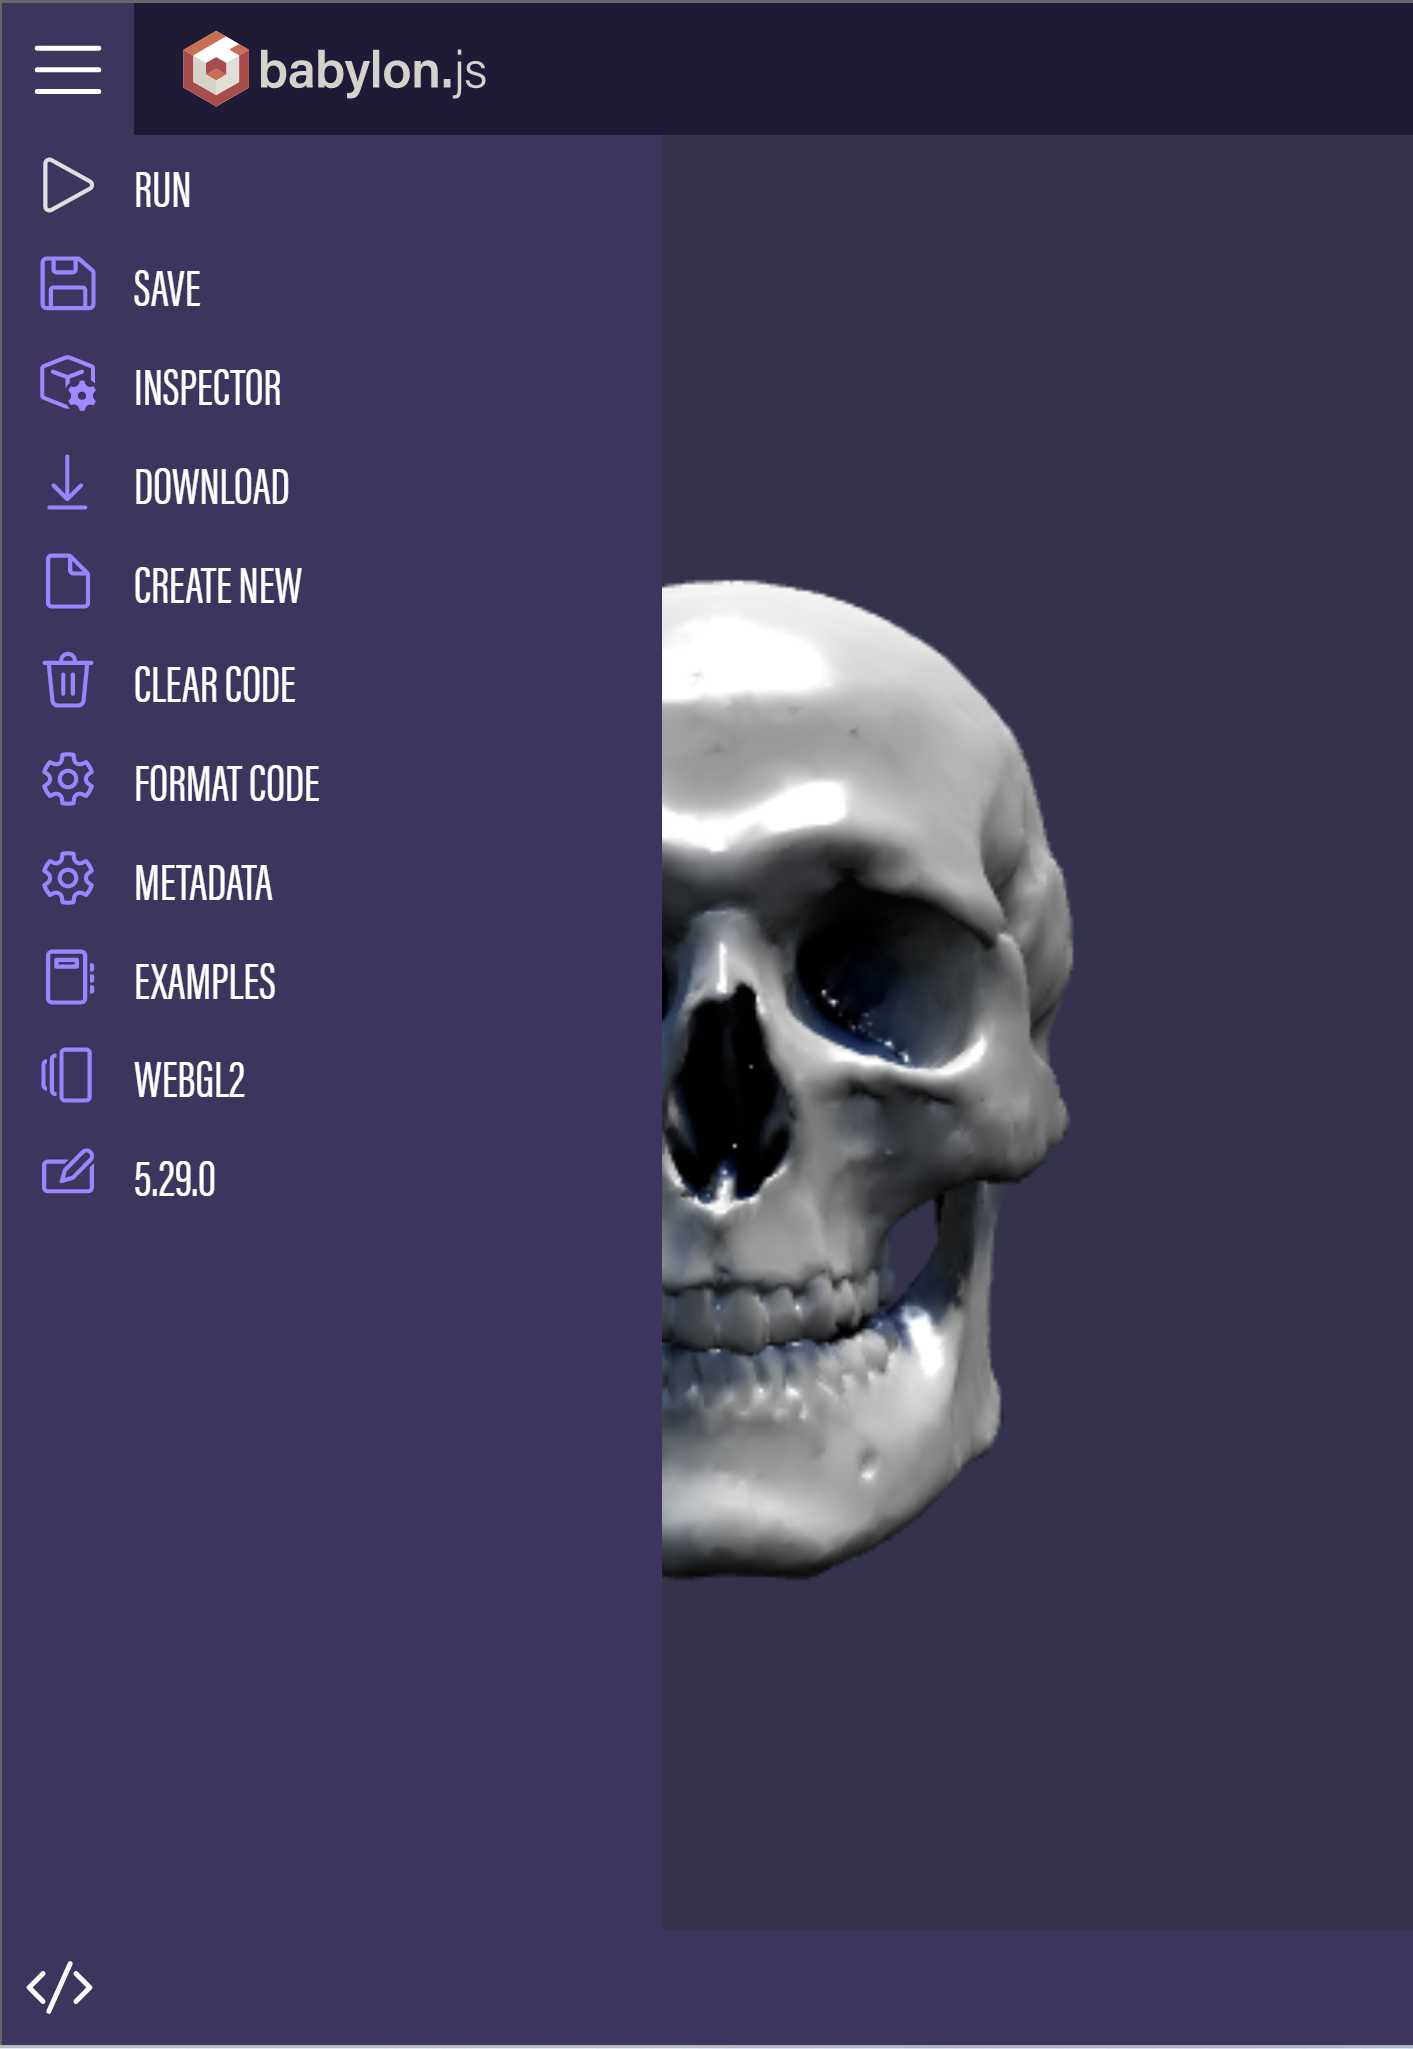 babylon.js
RUN
SAVE
INSPECTOR
DOWNLOAD
CREATE NEW
CLEAR CODE
FORMAT CODE
METADATA
EXAMPLES
WEBGL2
5.29.0